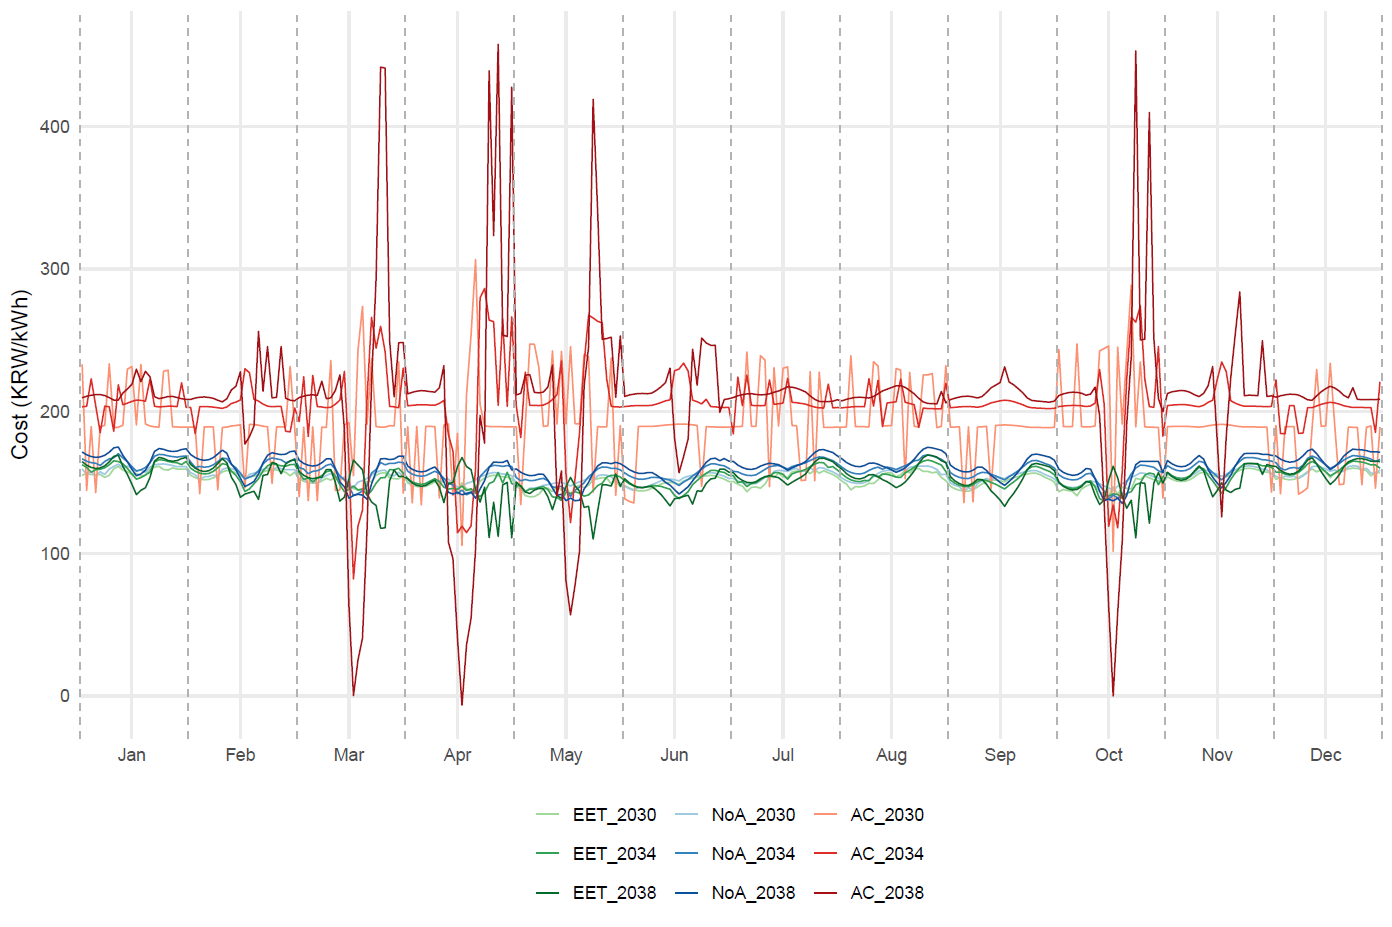 Cost (KRW/kWh)
400
300
200
100
0
Jan Feb Mar Apr May Jun Jul Aug Sep Oct Nov Dec
EET_2030 NoA_2030 AC_2030
EET_2034 NoA_2034 AC_2034
EET_2038 NoA_2038 AC_2038